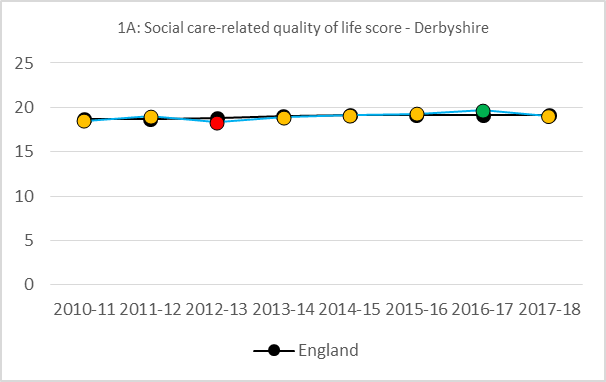 1A: Social care-related quality of life score - Derbyshire
25
20
15
10
5
0
2010-11 2011-12 2012-13 2013-14 2014-15 2015-16 2016-17 2017-18
England